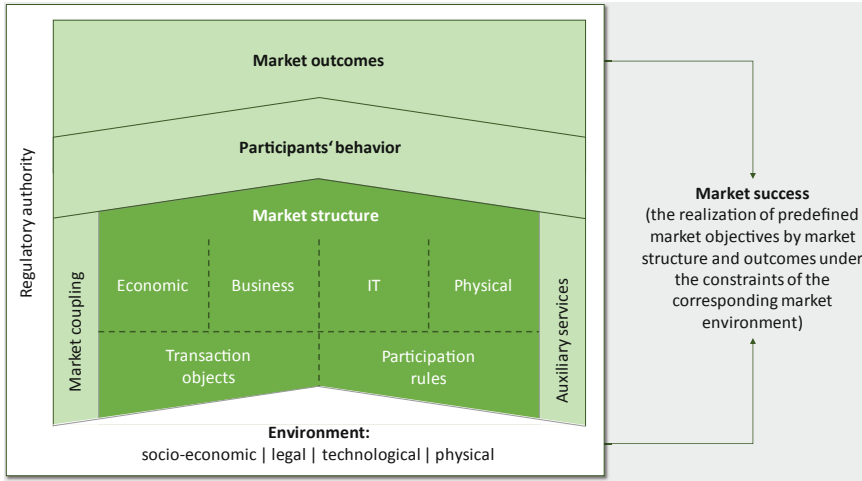 Market outcomes
Participants‘ behavior
Regulatory authority
Market structure
Market coupling
Economic
Business
IT
Physical
Auxiliary services
Transaction
objects
Participation
rules
Environment:
socio-economic | legal | technological | physical
Market success
(the realization of predefined
market objectives by market
structure and outcomes under
the constraints of the
corresponding market
environment)